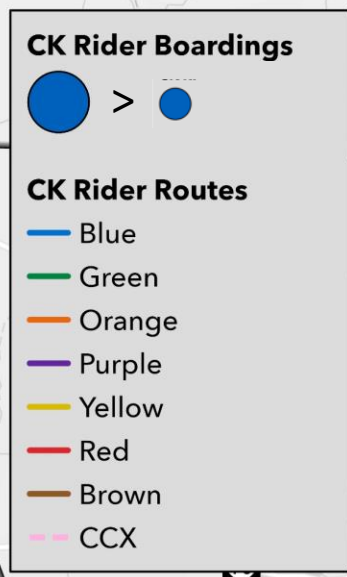 CK Rider Boardings
>
CK Rider Routes
Blue
Green
Orange
Purple
Yellow
Red
Brown
CCX